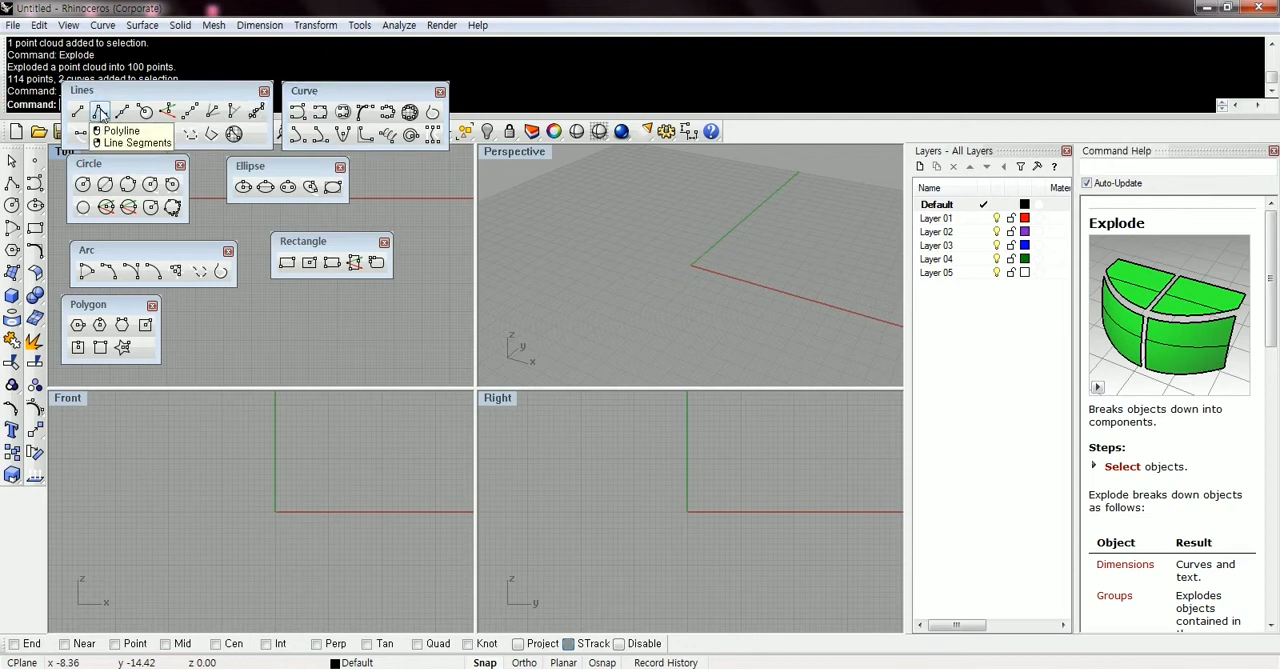 Untitled - Rhinoceros (Corporate)
File Edit View Curve Surface Solid Mesh Dimension Transform Tools Analyze Render Help
1 point cloud added to selection.
Command: Explode
Exploded a point cloud into 100 points.
114 points, 2 curves added to selection.
Command:
Lines
Curve
Polyline
Line Segments
Top
Circle
Ellipse
Arc
Rectangle
Polygon
Perspective
z
y
x
Front
z
x
Right
z
y
Layers - All Layers
Name Mate
Default
Layer 01
Layer 02
Layer 03
Layer 04
Layer 05
Command Help
Auto-Update
Explode
Breaks objects down into
components.
Steps:
Select objects.
Explode breaks down objects
as follows:
Object Result
Dimensions Curves and
text.
Groups Explodes
objects
contained in
End Near Point Mid Cen Int Perp Tan Quad Knot Project STrack Disable
CPlane x -8.36 y -14.42 z 0.00 Default Snap Ortho Planar Osnap Record History